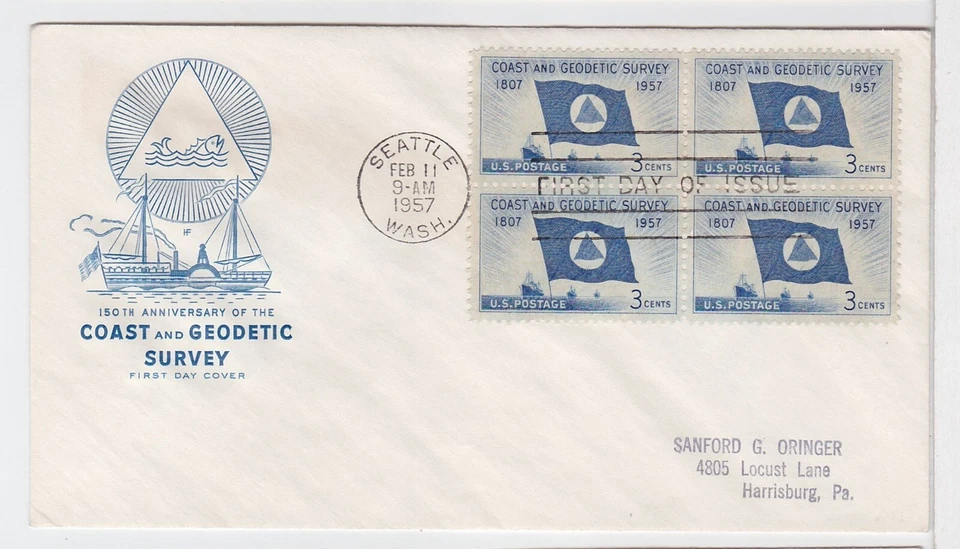 HF
150TH ANNIVERSARY OF THE
COAST AND GEODETIC
SURVEY
FIRST DAY COVER
SEATTLE
FEB 11
9-AM
1957
WASH.
COAST AND GEODETIC SURVEY
1807 1957
U.S. POSTAGE 3 CENTS
COAST AND GEODETIC SURVEY
1807 1957
U.S. POSTAGE 3 CENTS
FIRST DAY OF ISSUE
COAST AND GEODETIC SURVEY
1807 1957
U.S. POSTAGE 3 CENTS
COAST AND GEODETIC SURVEY
1807 1957
U.S. POSTAGE 3 CENTS
SANFORD G. ORINGER
4805 Locust Lane
Harrisburg, Pa.